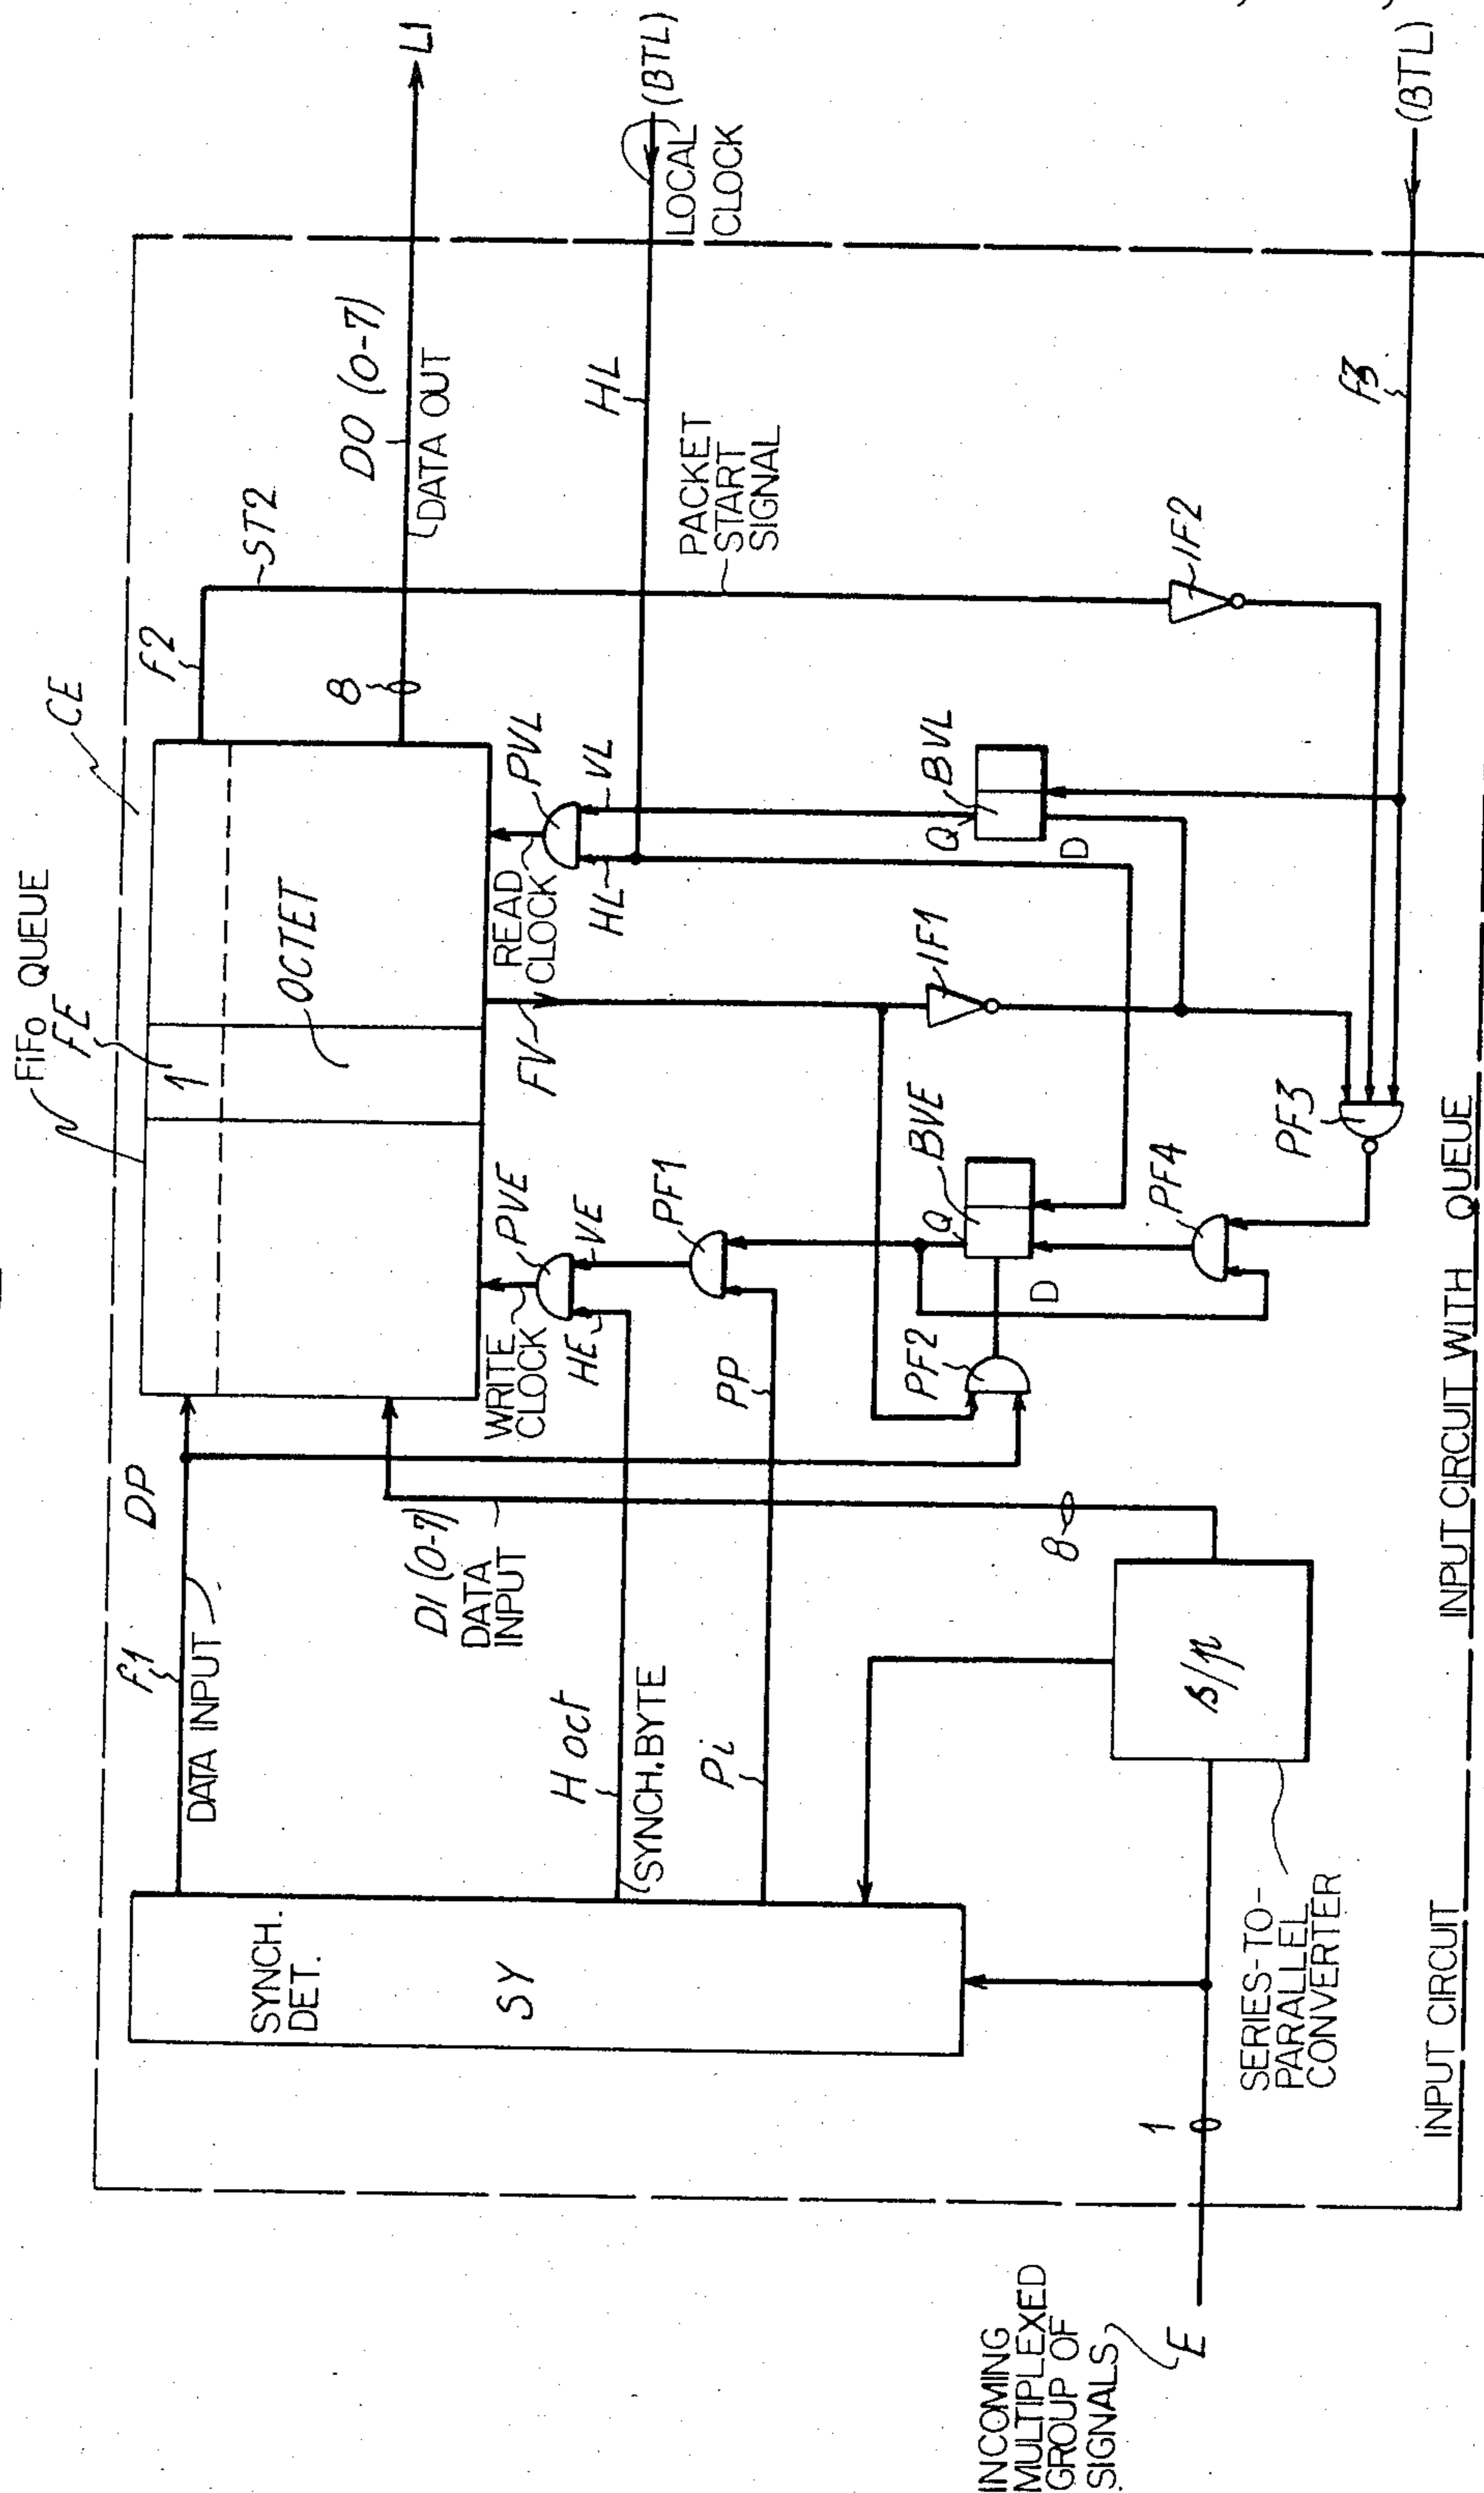 FiFo QUEUE
FE
CE
1
OCTET
F1
DP
DATA INPUT
F2
ST2
8
DO (0-7)
DATA OUT
L1
SYNCH.
DET.
SY
DI (0-7)
DATA
INPUT
WRITE
CLOCK
PVE
HE
VE
FV
READ
CLOCK
PVL
HL
VL
HL
(BTL)
LOCAL
CLOCK
H oct
SYNCH.BYTE
Pi
PP
PF1
PACKET
START
SIGNAL
PF2
Q
BVE
D
IF1
Q
BVL
D
8
s/p
PF4
IF2
PF3
F3
(BTL)
INCOMING
MULTIPLEXED
GROUP OF
SIGNALS
E
1
SERIES-TO-
PARALLEL
CONVERTER
INPUT CIRCUIT
INPUT CIRCUIT WITH QUEUE